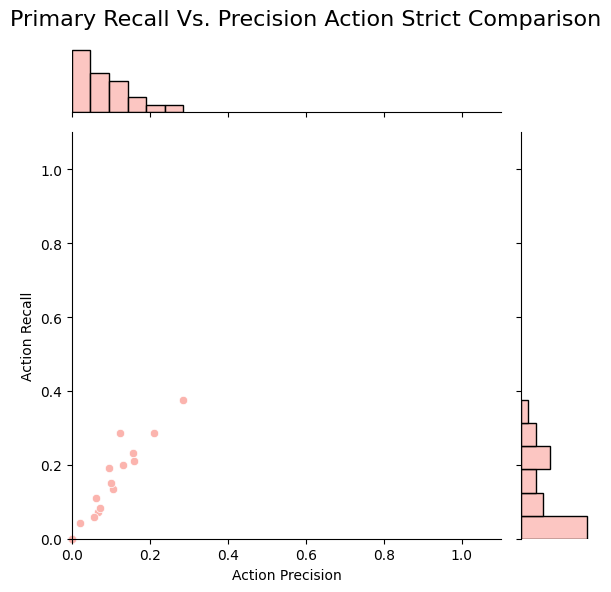 Primary Recall Vs. Precision Action Strict Comparison
1.0
0.8
0.6
0.4
0.2
0.0
Action Recall
0.0 0.2 0.4 0.6 0.8 1.0
Action Precision